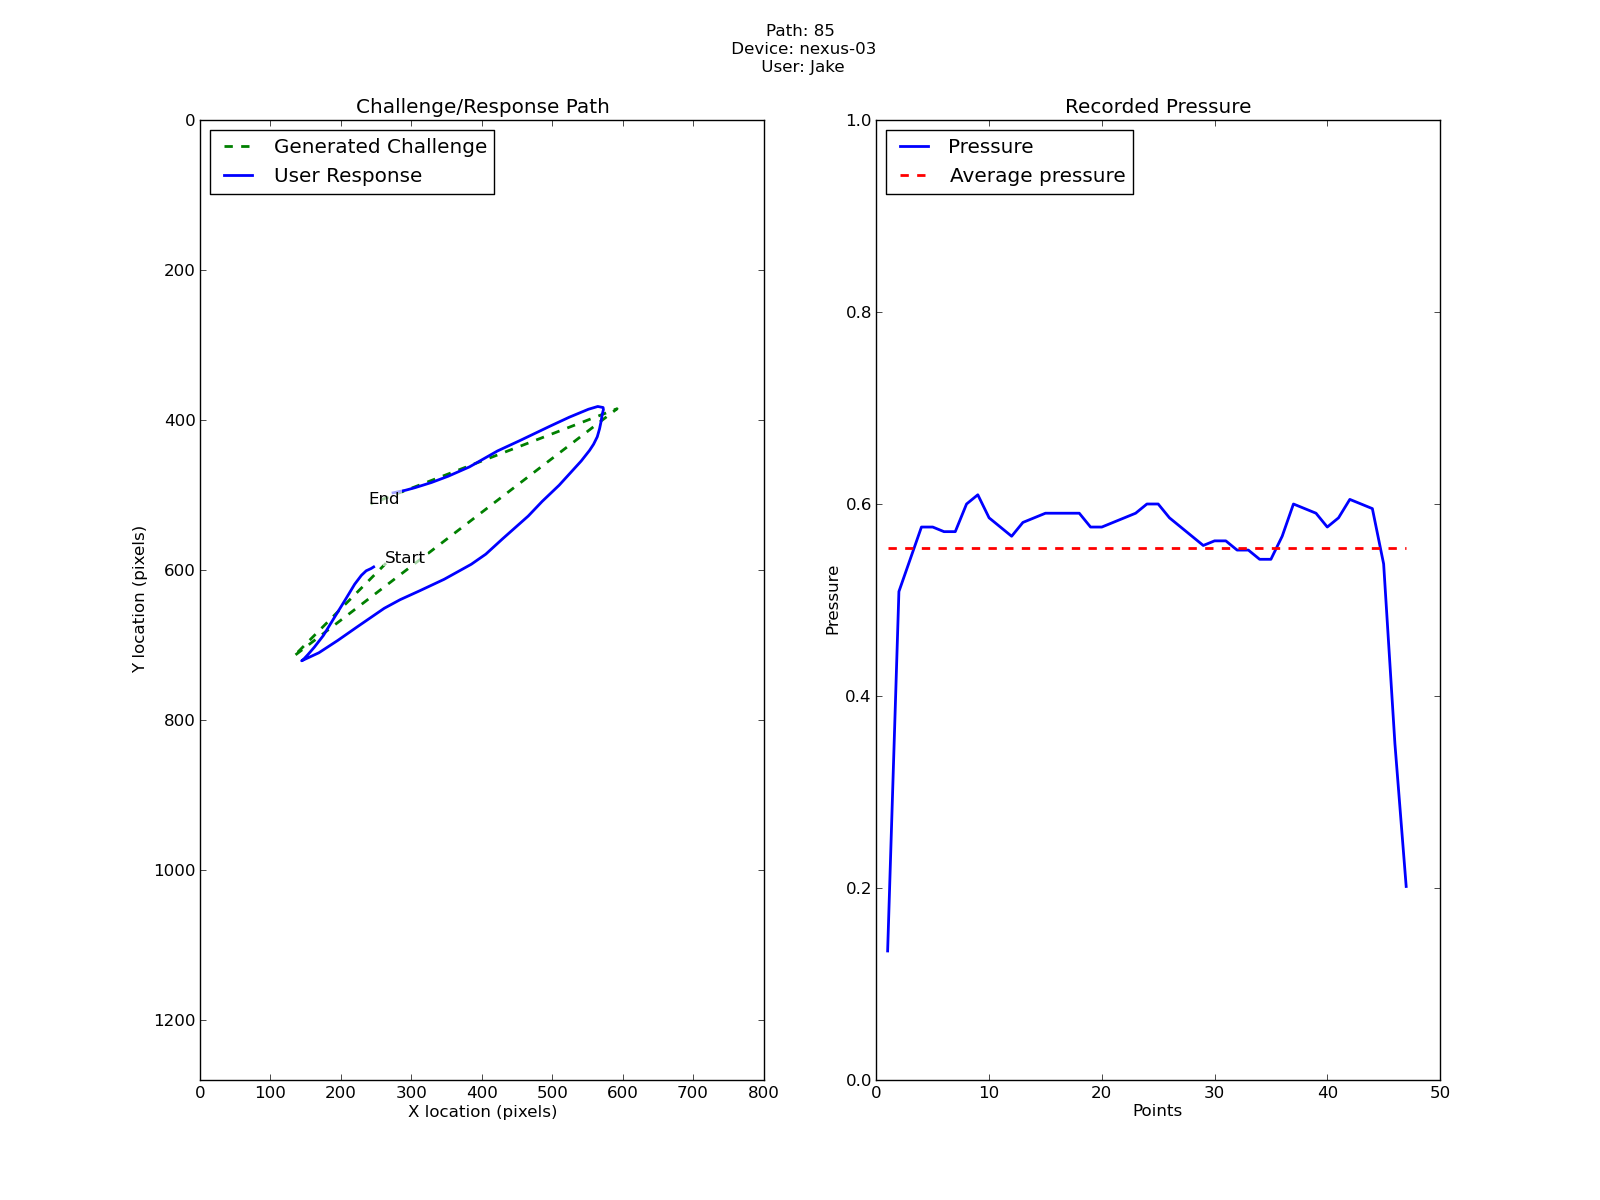 Path: 85
Device: nexus-03
User: Jake
Challenge/Response Path
Generated Challenge
User Response
End
Start
0
200
400
600
800
1000
1200
Y location (pixels)
0 100 200 300 400 500 600 700 800
X location (pixels)
Recorded Pressure
Pressure
Average pressure
1.0
0.8
0.6
0.4
0.2
0.0
Pressure
0 10 20 30 40 50
Points